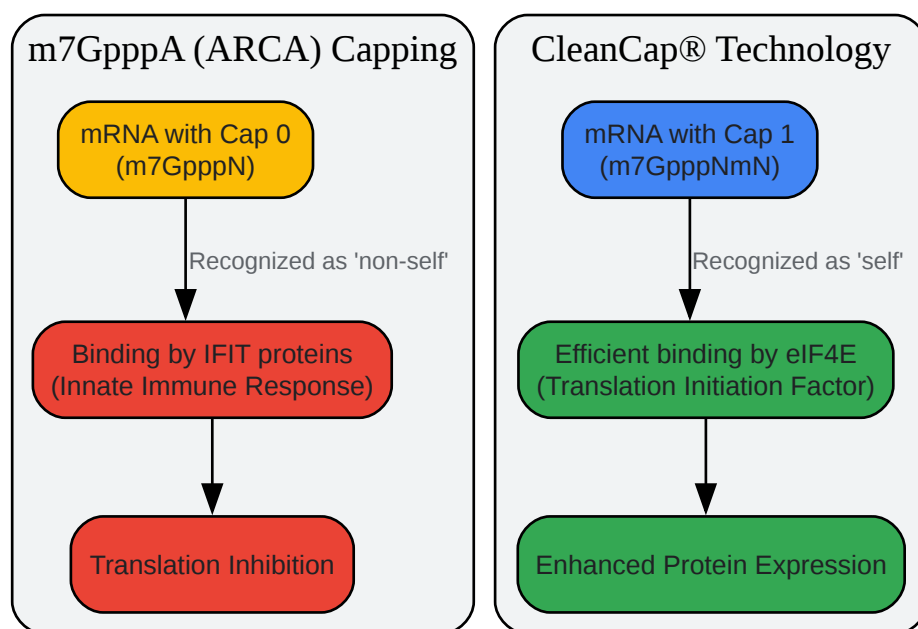 m7GpppA (ARCA) Capping
mRNA with Cap 0
(m7GpppN)
Recognized as 'non-self'
Binding by IFIT proteins
(Innate Immune Response)
Translation Inhibition
CleanCap® Technology
mRNA with Cap 1
(m7GpppNmN)
Recognized as 'self'
Efficient binding by eIF4E
(Translation Initiation Factor)
Enhanced Protein Expression